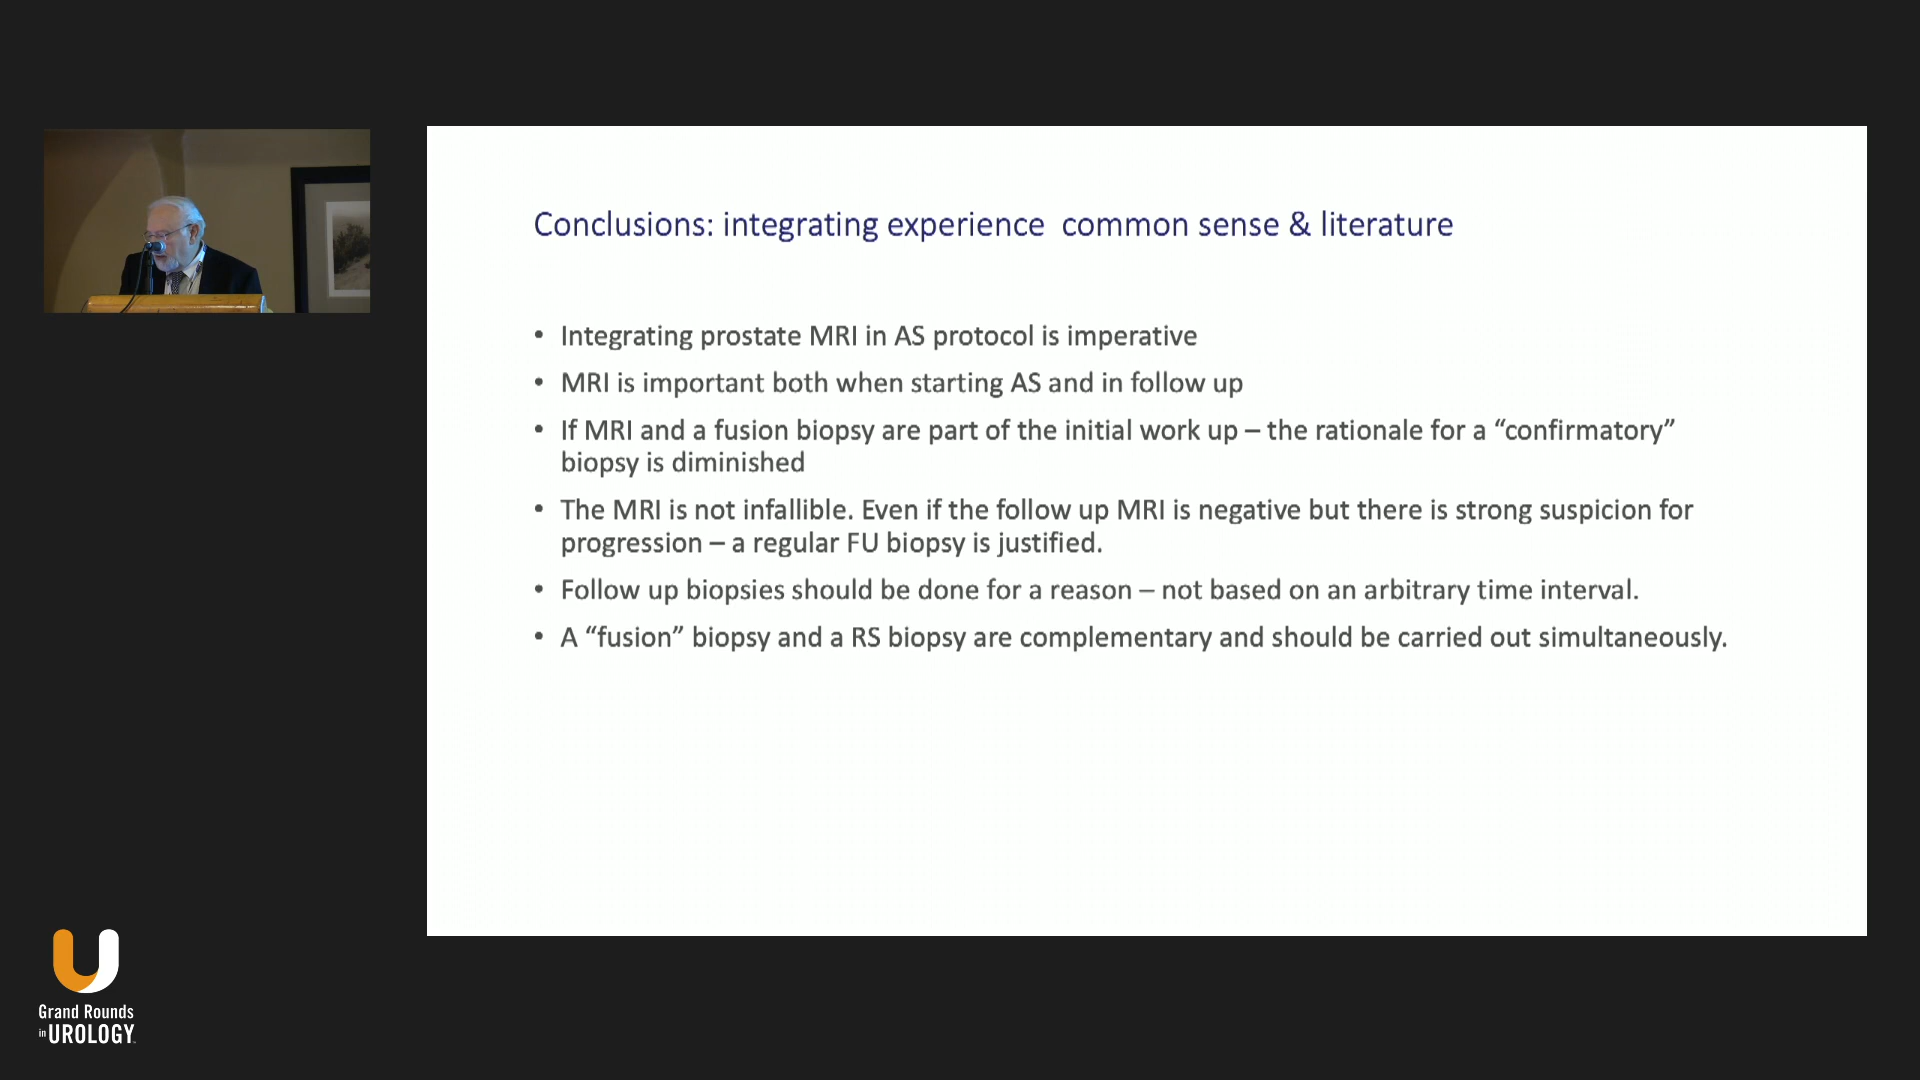 Conclusions: integrating experience  common sense & literature
• Integrating prostate MRI in AS protocol is imperative
• MRI is important both when starting AS and in follow up
• If MRI and a fusion biopsy are part of the initial work up – the rationale for a “confirmatory”
biopsy is diminished
• The MRI is not infallible. Even if the follow up MRI is negative but there is strong suspicion for
progression – a regular FU biopsy is justified.
• Follow up biopsies should be done for a reason – not based on an arbitrary time interval.
• A “fusion” biopsy and a RS biopsy are complementary and should be carried out simultaneously.
Grand Rounds
in UROLOGY